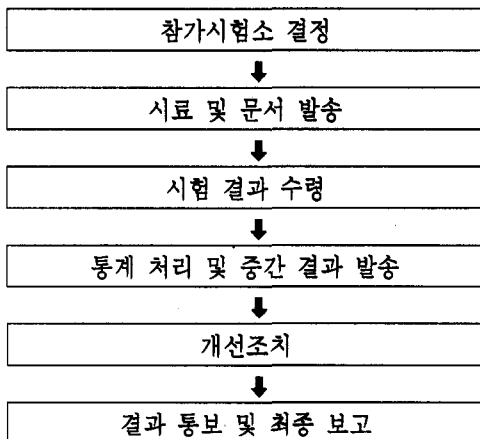 참가시험소 결정
시료 및 문서 발송
시험 결과 수령
통계 처리 및 중간 결과 발송
개선조치
결과 통보 및 최종 보고